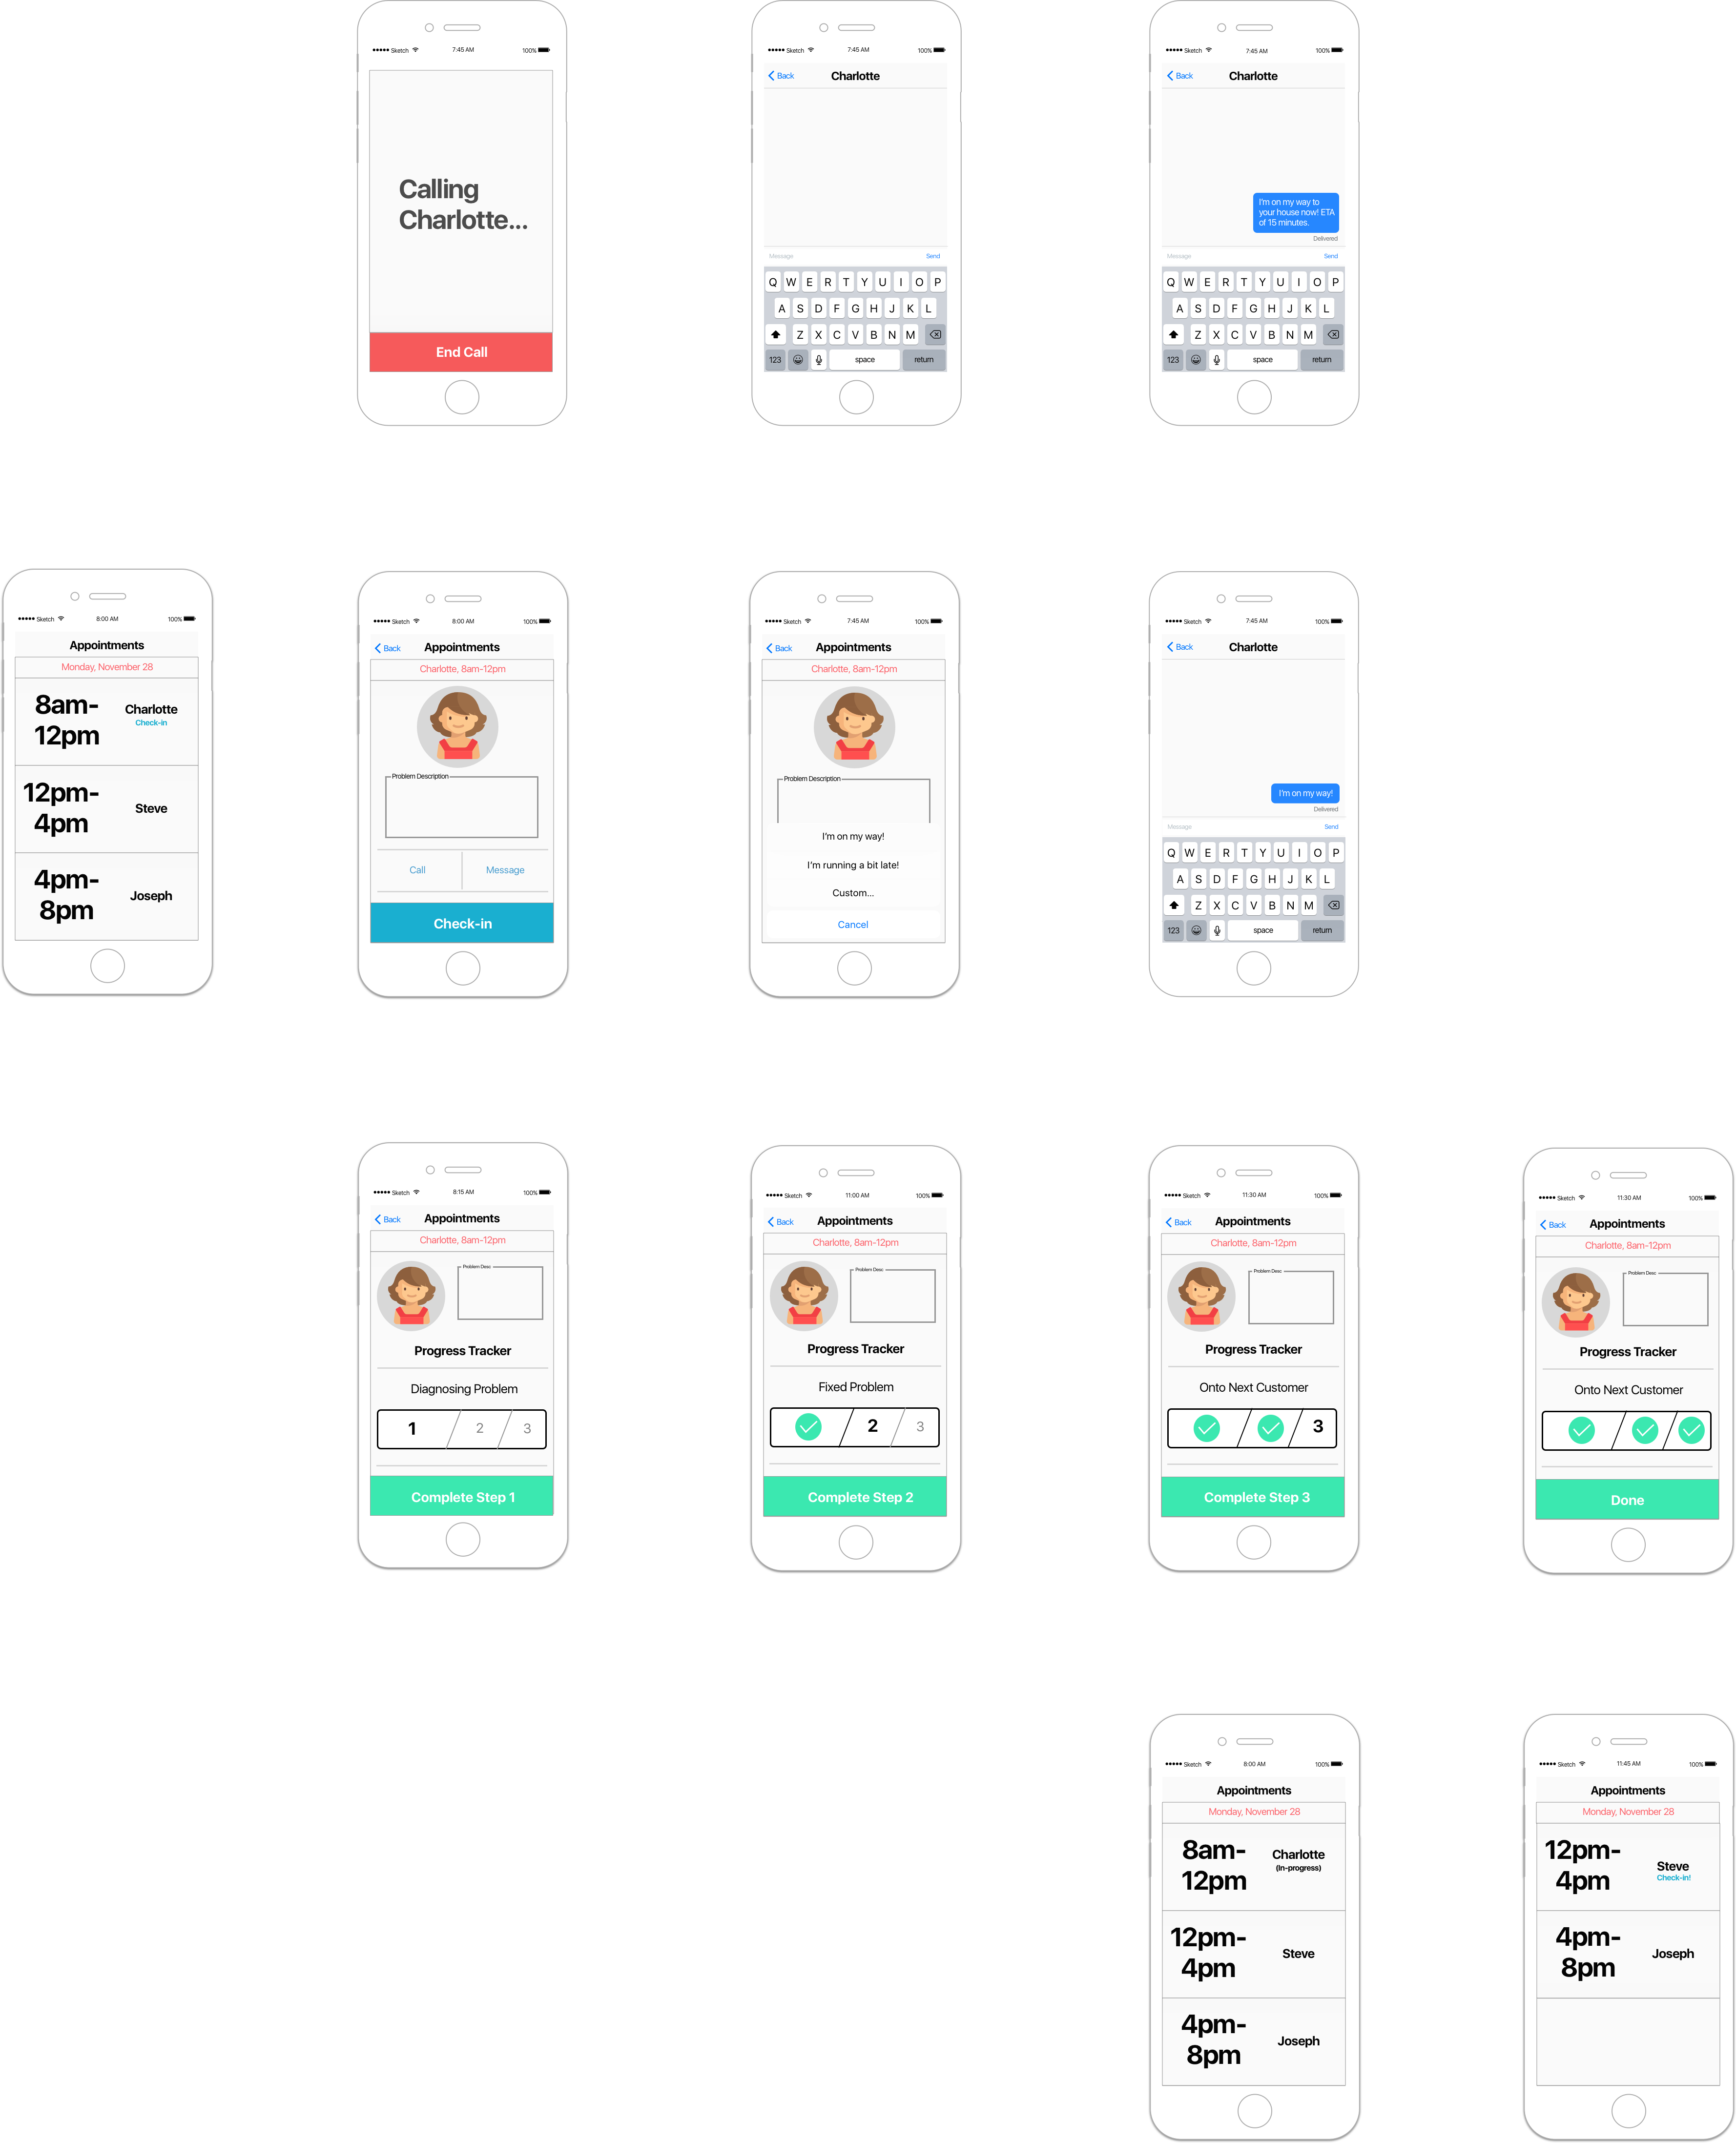 Sketch 7:45 AM 100%
Calling
Charlotte...
End Call
Sketch 7:45 AM 100%
Back Charlotte
Message Send
Q W E R T Y U I O P
A S D F G H J K L
Z X C V B N M
123 space return
Sketch 7:45 AM 100%
Back Charlotte
I'm on my way to
your house now! ETA
of 15 minutes.
Delivered
Message Send
Q W E R T Y U I O P
A S D F G H J K L
Z X C V B N M
123 space return
Sketch 8:00 AM 100%
Appointments
Monday, November 28
8am-
12pm
Charlotte
Check-in
12pm-
4pm
Steve
4pm-
8pm
Joseph
Sketch 8:00 AM 100%
Back Appointments
Charlotte, 8am-12pm
Problem Description
Call Message
Check-in
Sketch 7:45 AM 100%
Back Appointments
Charlotte, 8am-12pm
Problem Description
I'm on my way!
I'm running a bit late!
Custom...
Cancel
Sketch 7:45 AM 100%
Back Charlotte
I'm on my way!
Delivered
Message Send
Q W E R T Y U I O P
A S D F G H J K L
Z X C V B N M
123 space return
Sketch 8:15 AM 100%
Back Appointments
Charlotte, 8am-12pm
Problem Desc
Progress Tracker
Diagnosing Problem
1 2 3
Complete Step 1
Sketch 11:00 AM 100%
Back Appointments
Charlotte, 8am-12pm
Problem Desc
Progress Tracker
Fixed Problem
2 3
Complete Step 2
Sketch 11:30 AM 100%
Back Appointments
Charlotte, 8am-12pm
Problem Desc
Progress Tracker
Onto Next Customer
3
Complete Step 3
Sketch 11:30 AM 100%
Back Appointments
Charlotte, 8am-12pm
Problem Desc
Progress Tracker
Onto Next Customer
Done
Sketch 8:00 AM 100%
Appointments
Monday, November 28
8am-
12pm
Charlotte
(In-progress)
12pm-
4pm
Steve
4pm-
8pm
Joseph
Sketch 11:45 AM 100%
Appointments
Monday, November 28
12pm-
4pm
Steve
Check-in!
4pm-
8pm
Joseph